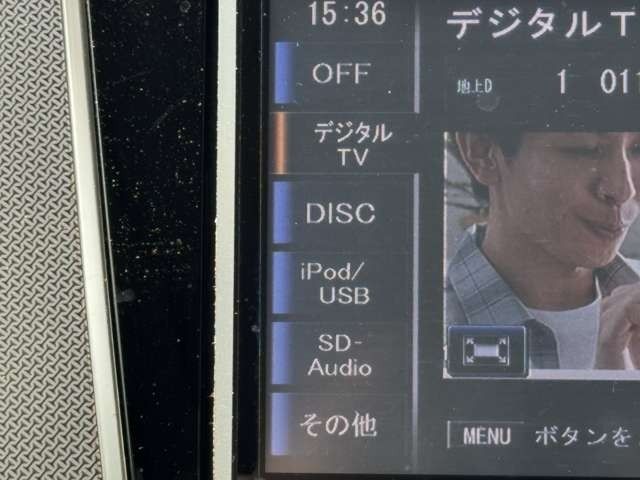 15:36
デジタルT
OFF
地上D 1 011
デジタル
TV
DISC
iPod/
USB
SD-
Audio
その他
MENU ボタンを